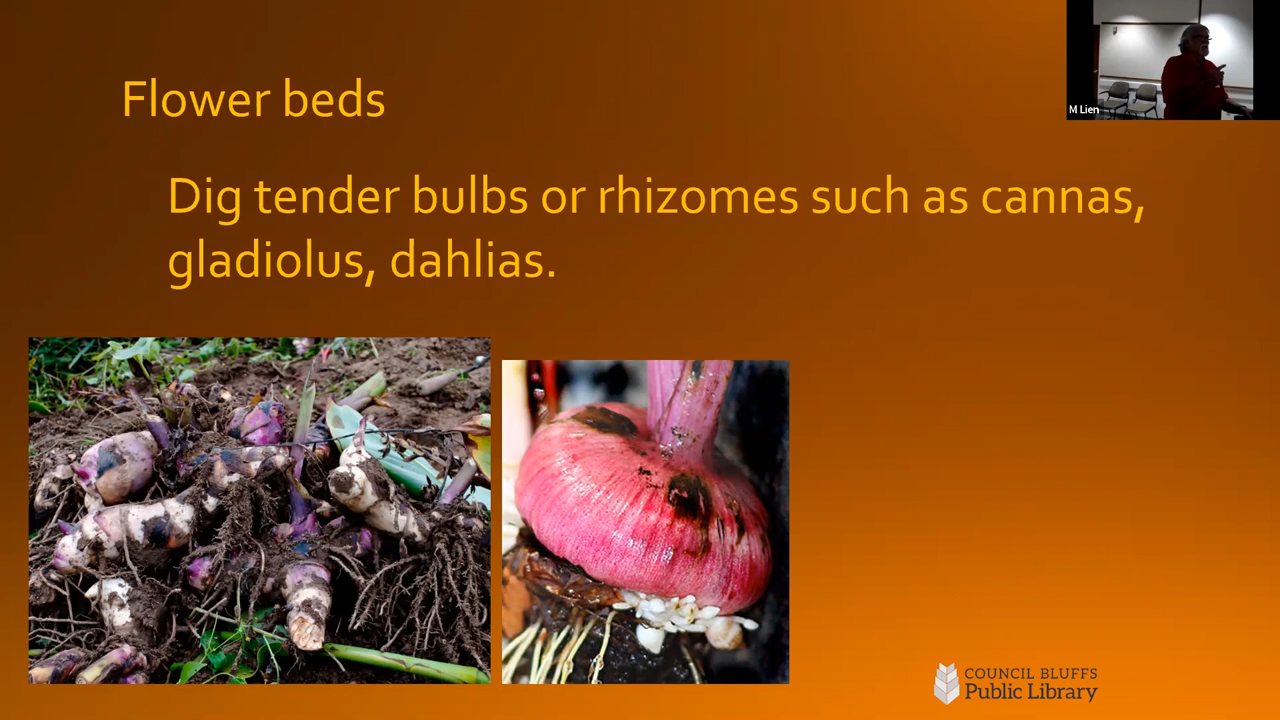 Flower beds
Dig tender bulbs or rhizomes such as cannas,
gladiolus, dahlias.
M Lien
COUNCIL BLUFFS
Public Library